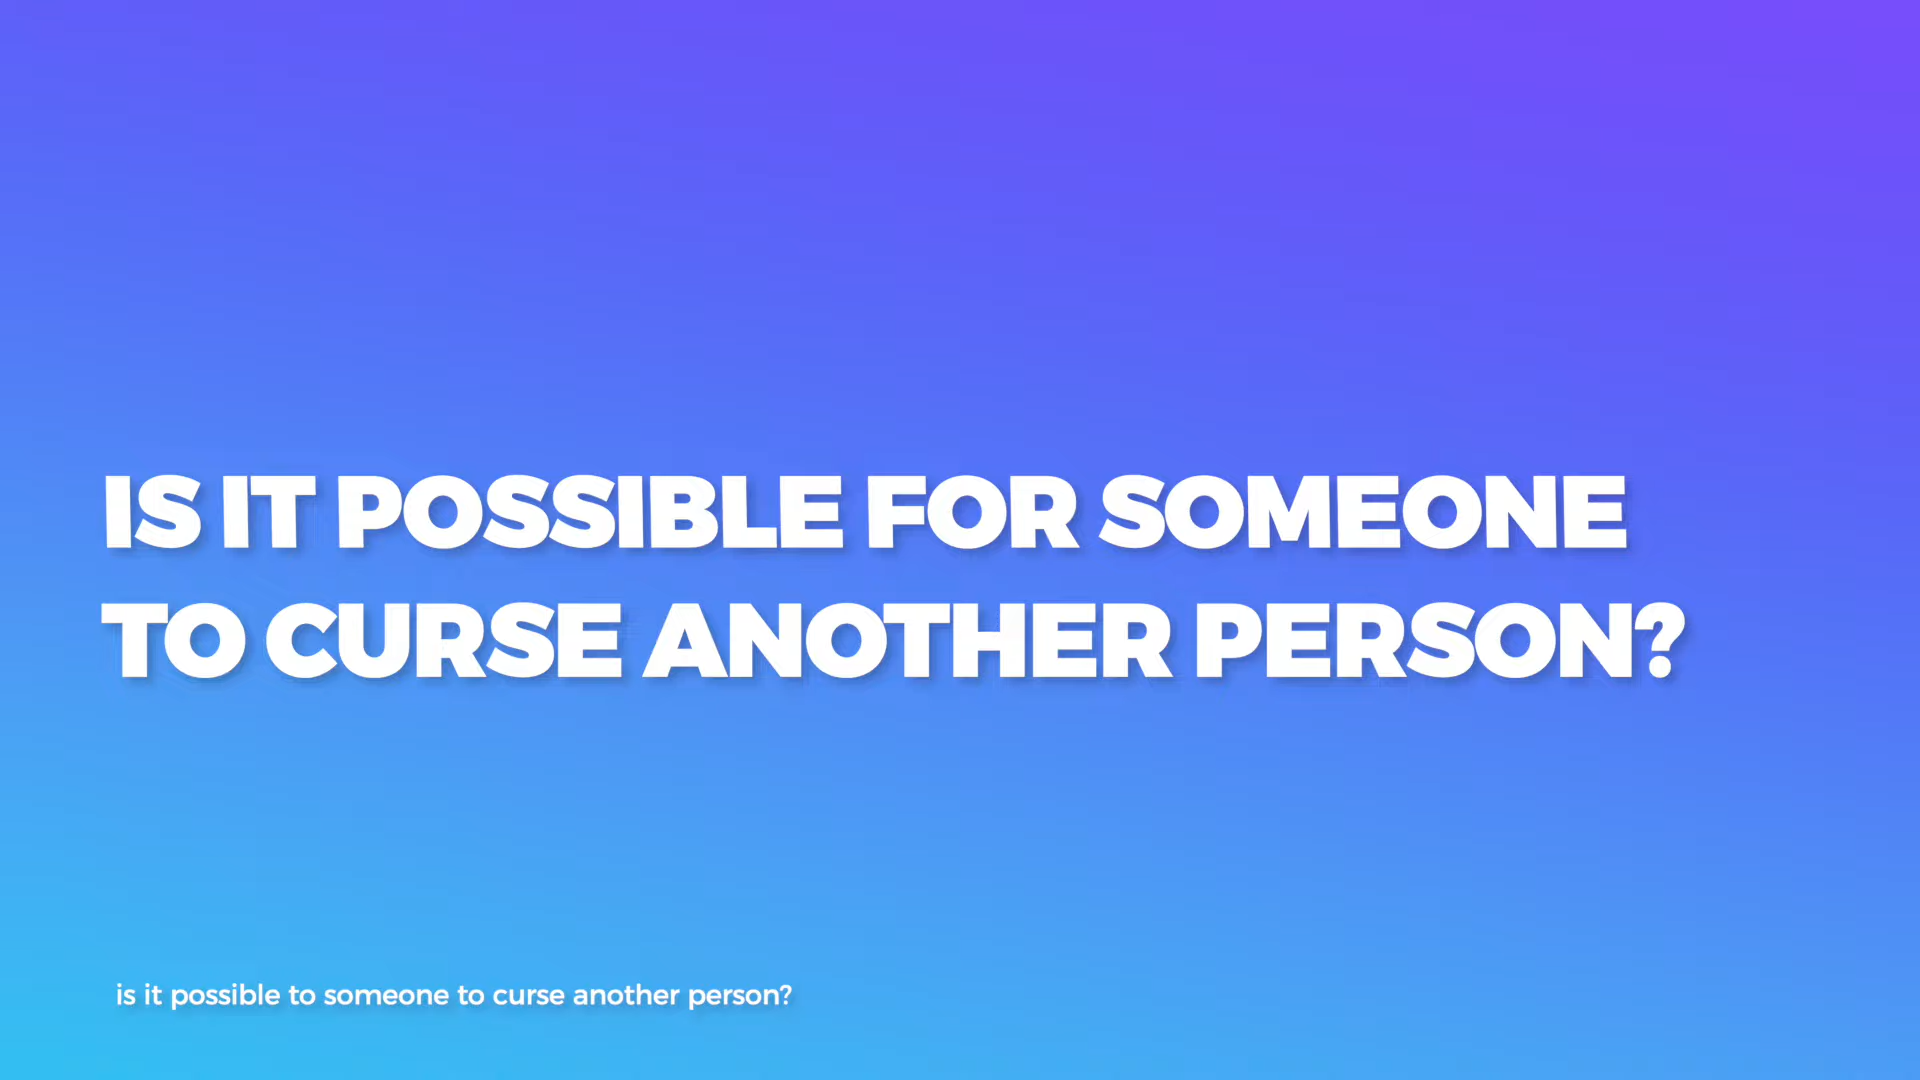 IS IT POSSIBLE FOR SOMEONE
TO CURSE ANOTHER PERSON?
is it possible to someone to curse another person?